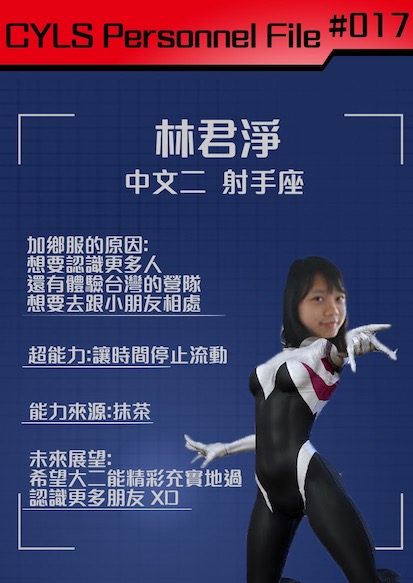 CYLS Personnel File #017
林君淨
中文二 射手座
加鄉服的原因:
想要認識更多人
還有體驗台灣的營隊
想要去跟小朋友相處
超能力:讓時間停止流動
能力來源:抹茶
未來展望:
希望大二能精彩充實地過
認識更多朋友 XD